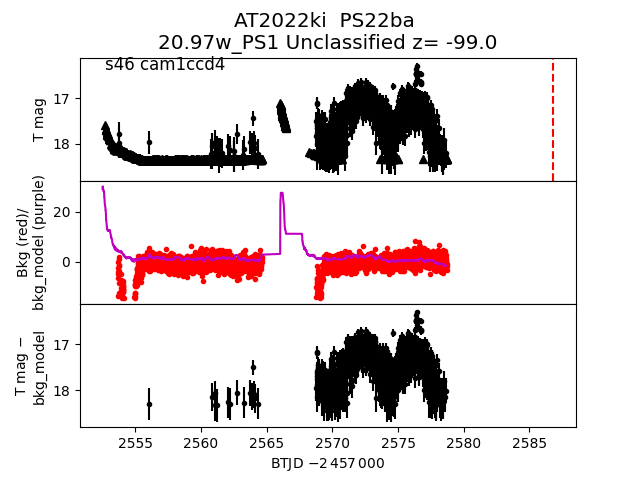 AT2022ki  PS22ba
20.97w_PS1 Unclassified z= -99.0
s46 cam1ccd4
T mag
17
18
Bkg (red)/
bkg_model (purple)
20
0
T mag −
bkg_model
17
18
2555 2560 2565 2570 2575 2580 2585
BTJD −2 457 000